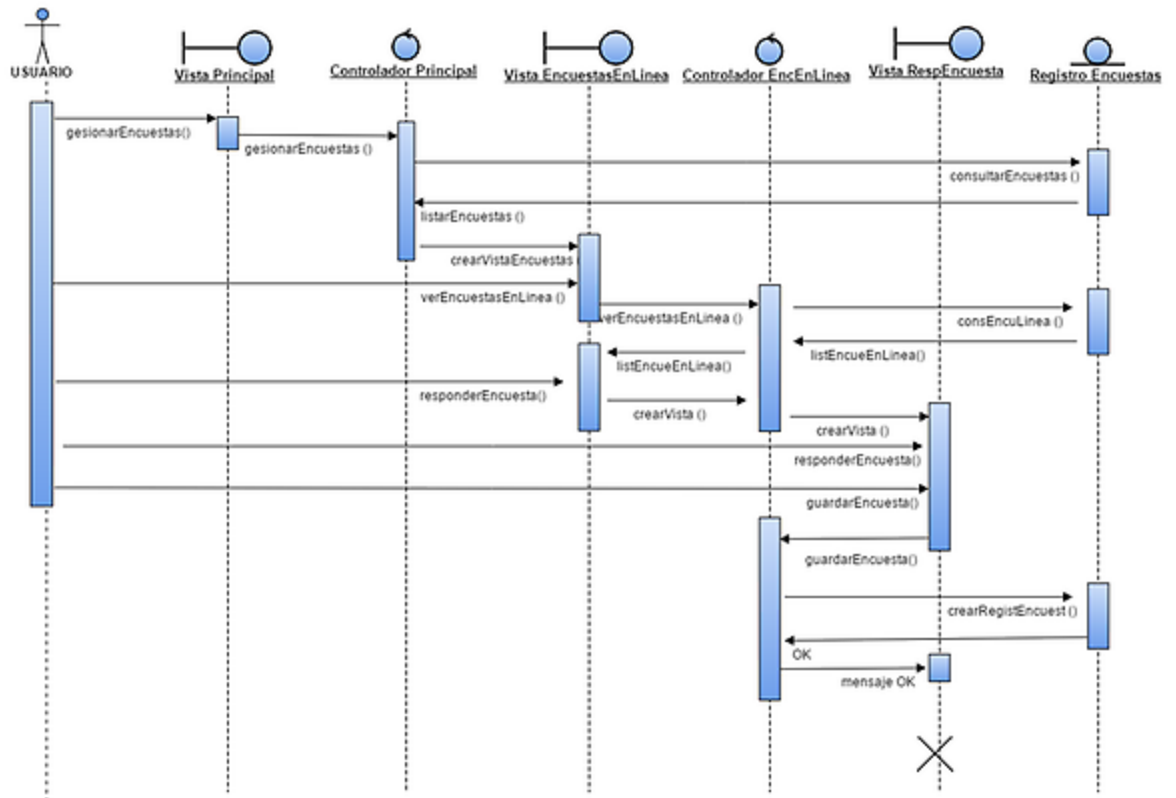 USUARIO
Vista Principal
Controlador Principal
Vista EncuestasEnLinea
Controlador EncEnLinea
Vista RespEncuesta
Registro Encuestas
gesionarEncuestas()
gesionarEncuestas ()
consultarEncuestas ()
listarEncuestas ()
crearVistaEncuestas (
verEncuestasEnLinea ()
verEncuestasEnLinea ()
consEncuLinea ()
listEncueEnLinea()
listEncueEnLinea()
responderEncuesta()
crearVista ()
crearVista ()
responderEncuesta()
guardarEncuesta()
guardarEncuesta()
crearRegistEncuest ()
OK
mensaje OK